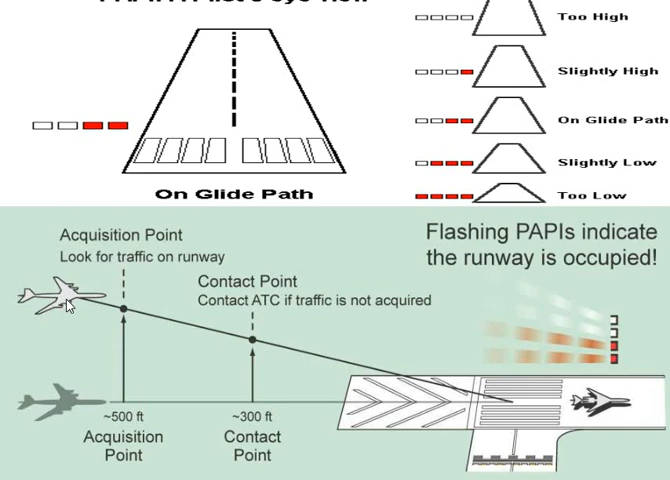 Too High
Slightly High
On Glide Path
Slightly Low
Too Low
On Glide Path
Acquisition Point
Look for traffic on runway
Contact Point
Contact ATC if traffic is not acquired
Flashing PAPIs indicate
the runway is occupied!
~500 ft
Acquisition
Point
~300 ft
Contact
Point